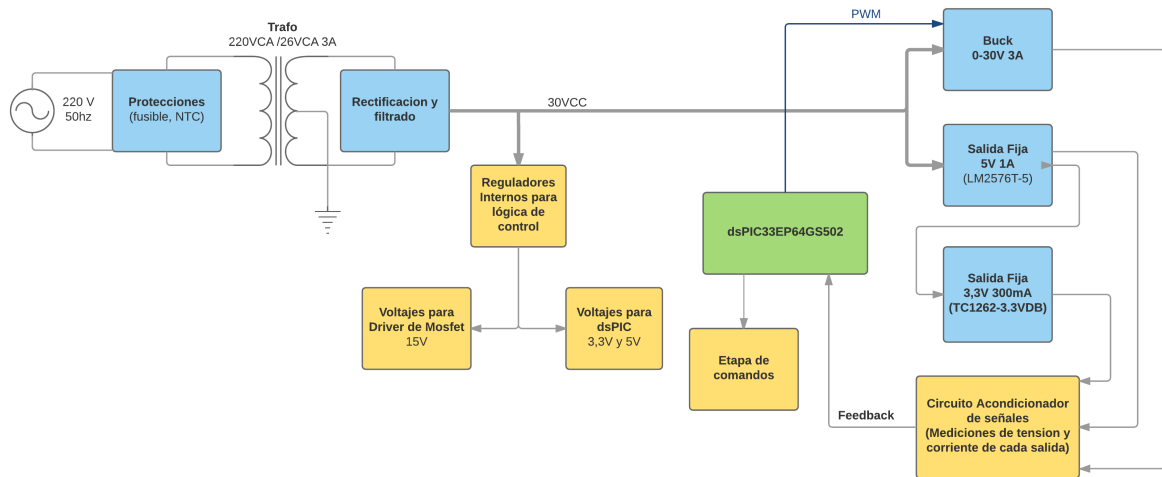 Trafo
220VCA /26VCA 3A
PWM
Buck
0-30V 3A
220 V
50hz
Protecciones
(fusible, NTC)
Rectificacion y
filtrado
30VCC
Salida Fija
5V 1A
(LM2576T-5)
Reguladores
Internos para
lógica de
control
dsPIC33EP64GS502
Salida Fija
3,3V 300mA
(TC1262-3.3VDB)
Voltajes para
Driver de Mosfet
15V
Voltajes para
dsPIC
3,3V y 5V
Etapa de
comandos
Feedback
Circuito Acondicionador
de señales
(Mediciones de tension y
corriente de cada salida)